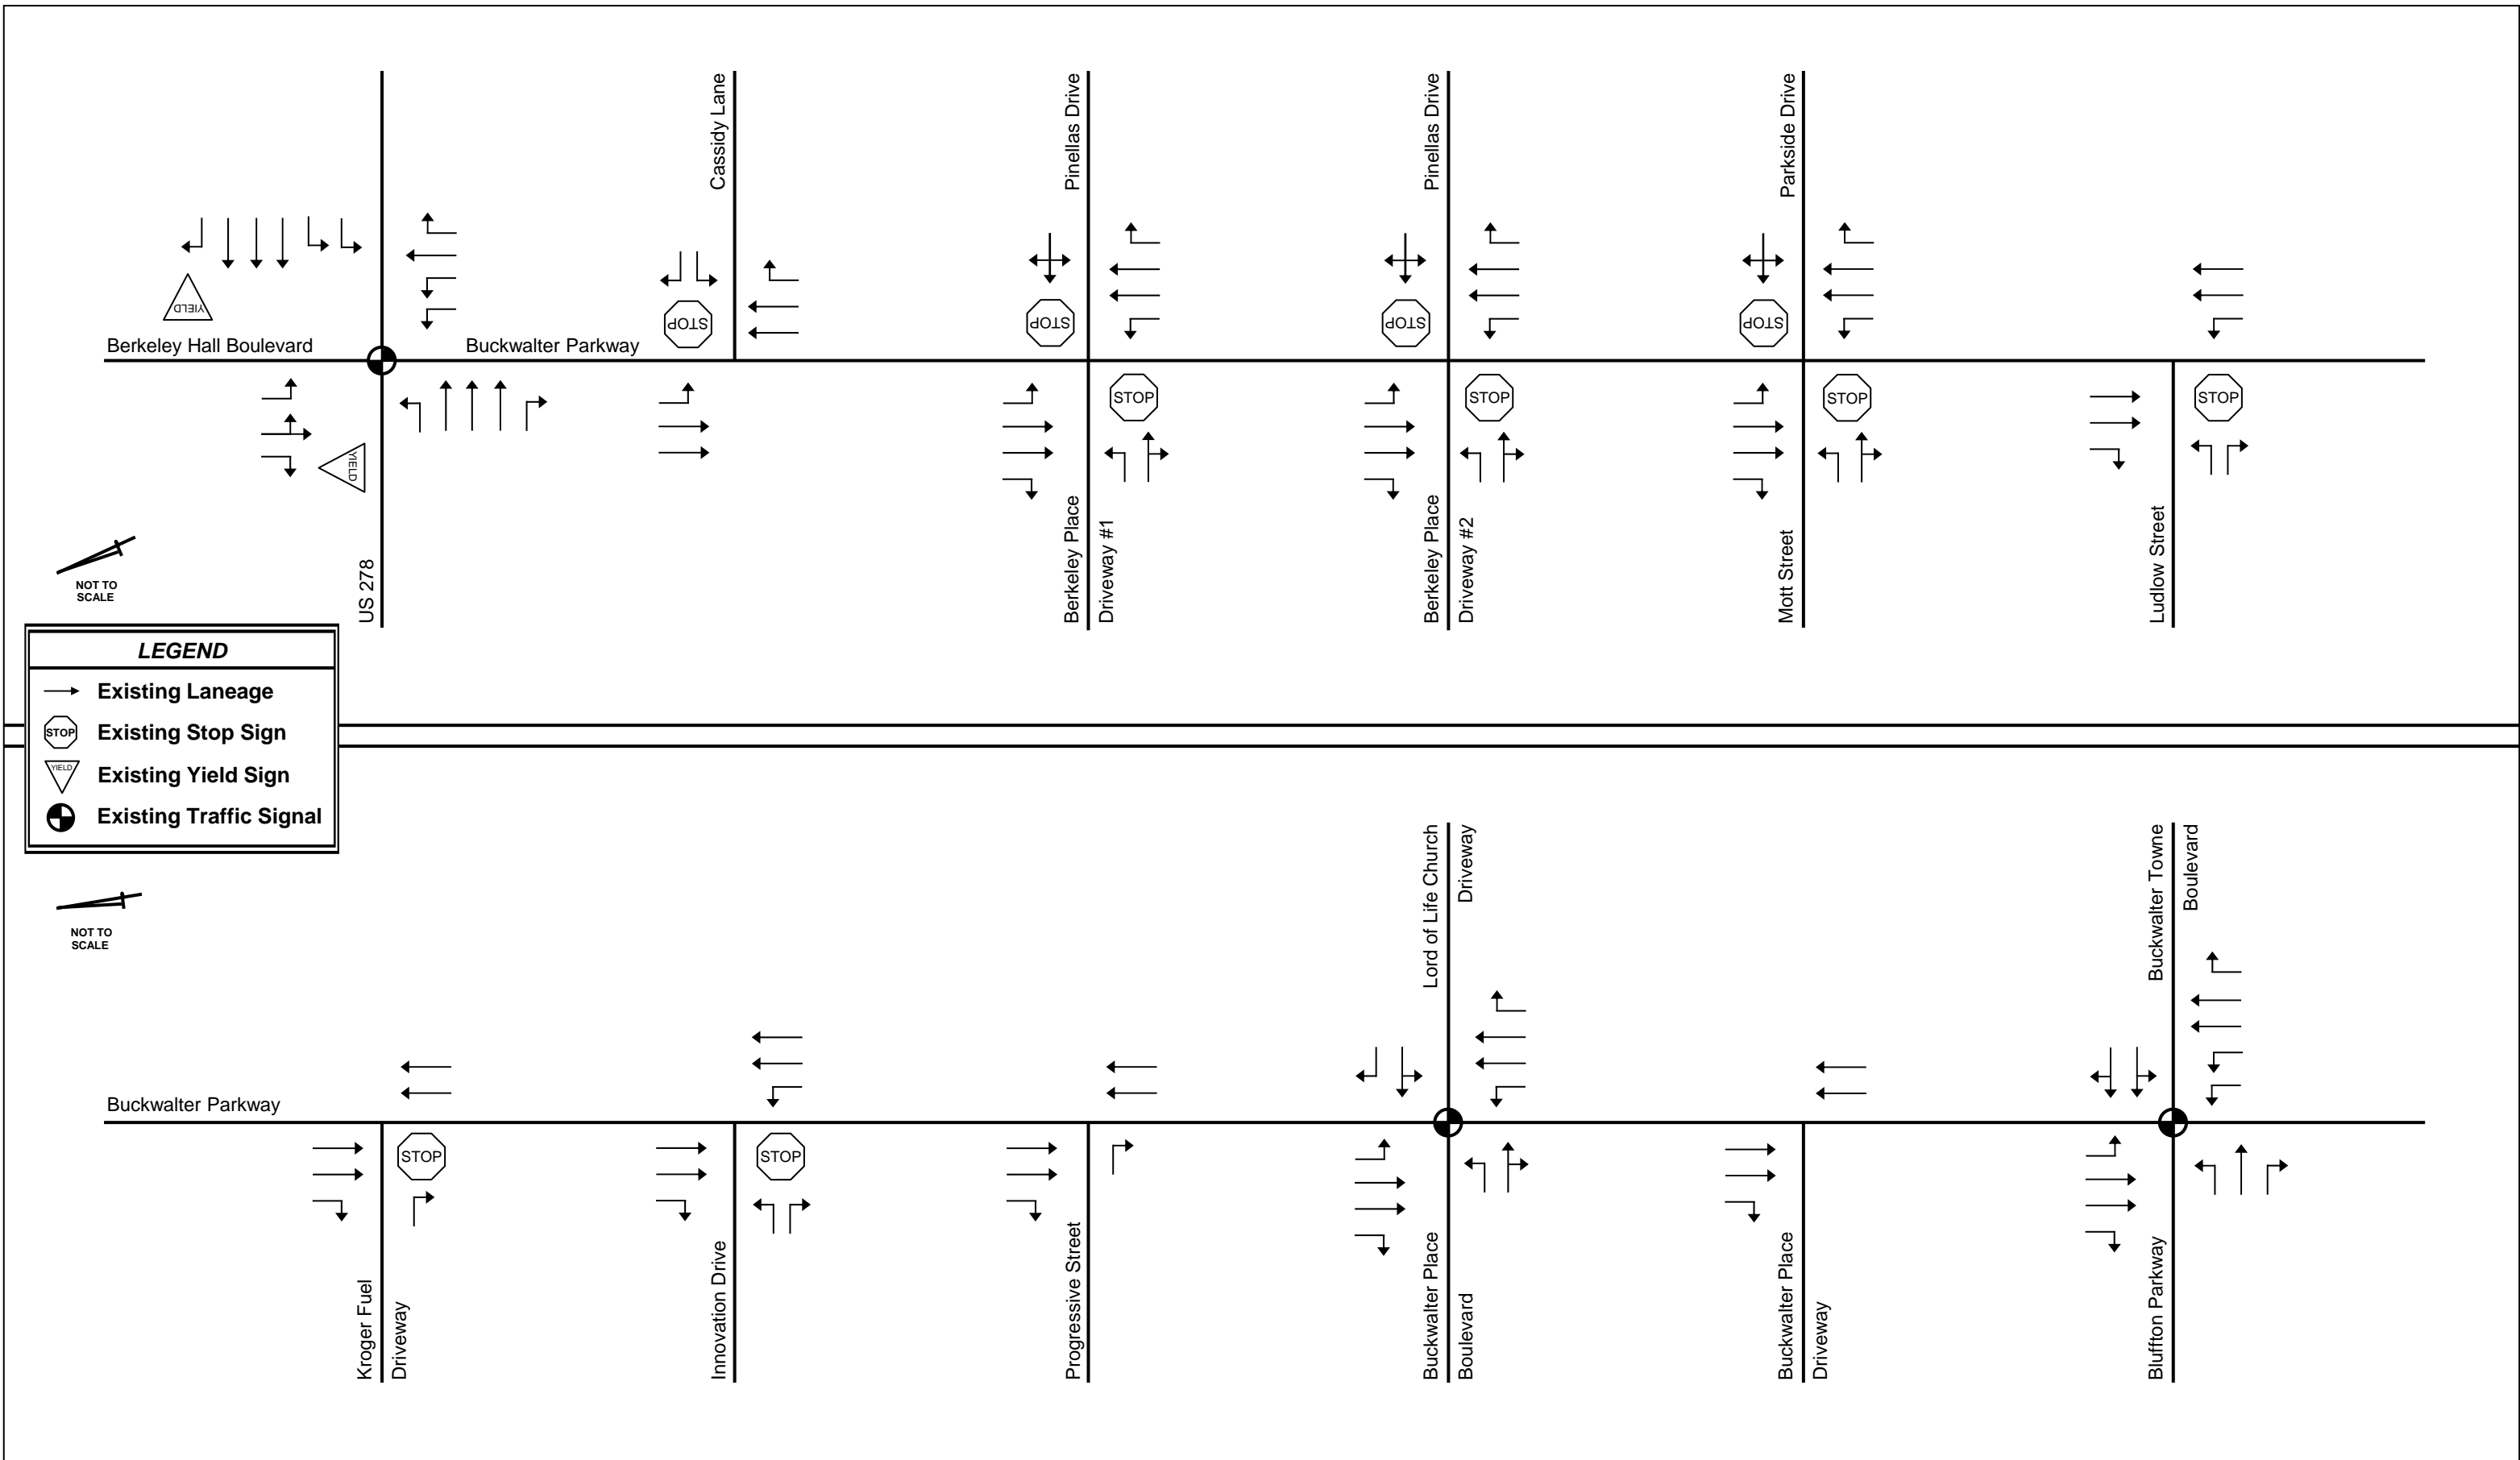 Cassidy Lane
Pinellas Drive
Pinellas Drive
Parkside Drive
YIELD
STOP
STOP
STOP
STOP
Berkeley Hall Boulevard
Buckwalter Parkway
STOP
STOP
STOP
STOP
YIELD
NOT TO
SCALE
US 278
Berkeley Place
Driveway #1
Berkeley Place
Driveway #2
Mott Street
Ludlow Street
LEGEND
Existing Laneage
STOP
Existing Stop Sign
YIELD
Existing Yield Sign
Existing Traffic Signal
NOT TO
SCALE
Lord of Life Church
Driveway
Buckwalter Towne
Boulevard
Buckwalter Parkway
STOP
STOP
Kroger Fuel
Driveway
Innovation Drive
Progressive Street
Buckwalter Place
Boulevard
Buckwalter Place
Driveway
Bluffton Parkway